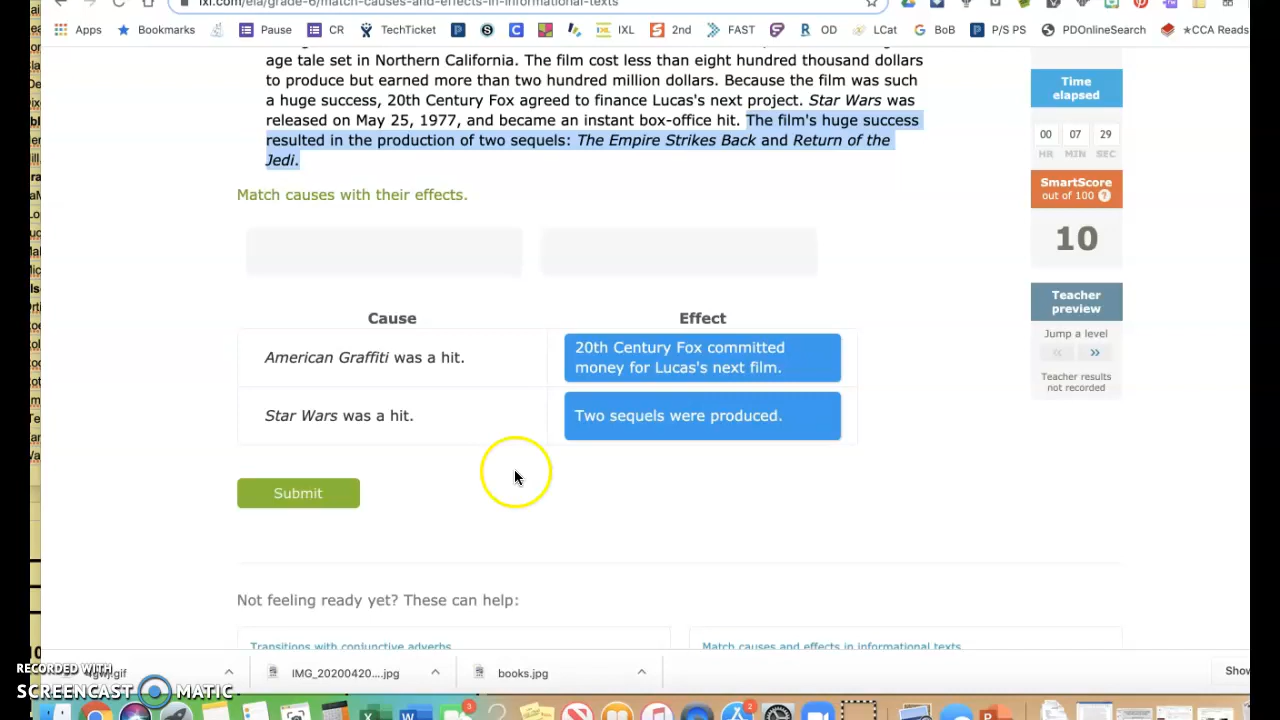 ixl.com/ela/grade-6/match-causes-and-effects-in-informational-texts
Apps Bookmarks Pause CR TechTicket IXL 2nd FAST OD LCat BoB P/S PS PDOnlineSearch ★CCA Reads
age tale set in Northern California. The film cost less than eight hundred thousand dollars
to produce but earned more than two hundred million dollars. Because the film was such
a huge success, 20th Century Fox agreed to finance Lucas's next project. Star Wars was
released on May 25, 1977, and became an instant box-office hit. The film's huge success
resulted in the production of two sequels: The Empire Strikes Back and Return of the
Jedi.
Match causes with their effects.
Cause Effect
American Graffiti was a hit.
20th Century Fox committed
money for Lucas's next film.
Star Wars was a hit.
Two sequels were produced.
Submit
Time
elapsed
00 07 29
HR MIN SEC
SmartScore
out of 100 ?
10
Teacher
preview
Jump a level
« »
Teacher results
not recorded
Not feeling ready yet? These can help:
Transitions with conjunctive adverbs
Match causes and effects in informational texts
IMG_20200420....jpg
books.jpg
Show
RECORDED WITH
SCREENCAST MATIC